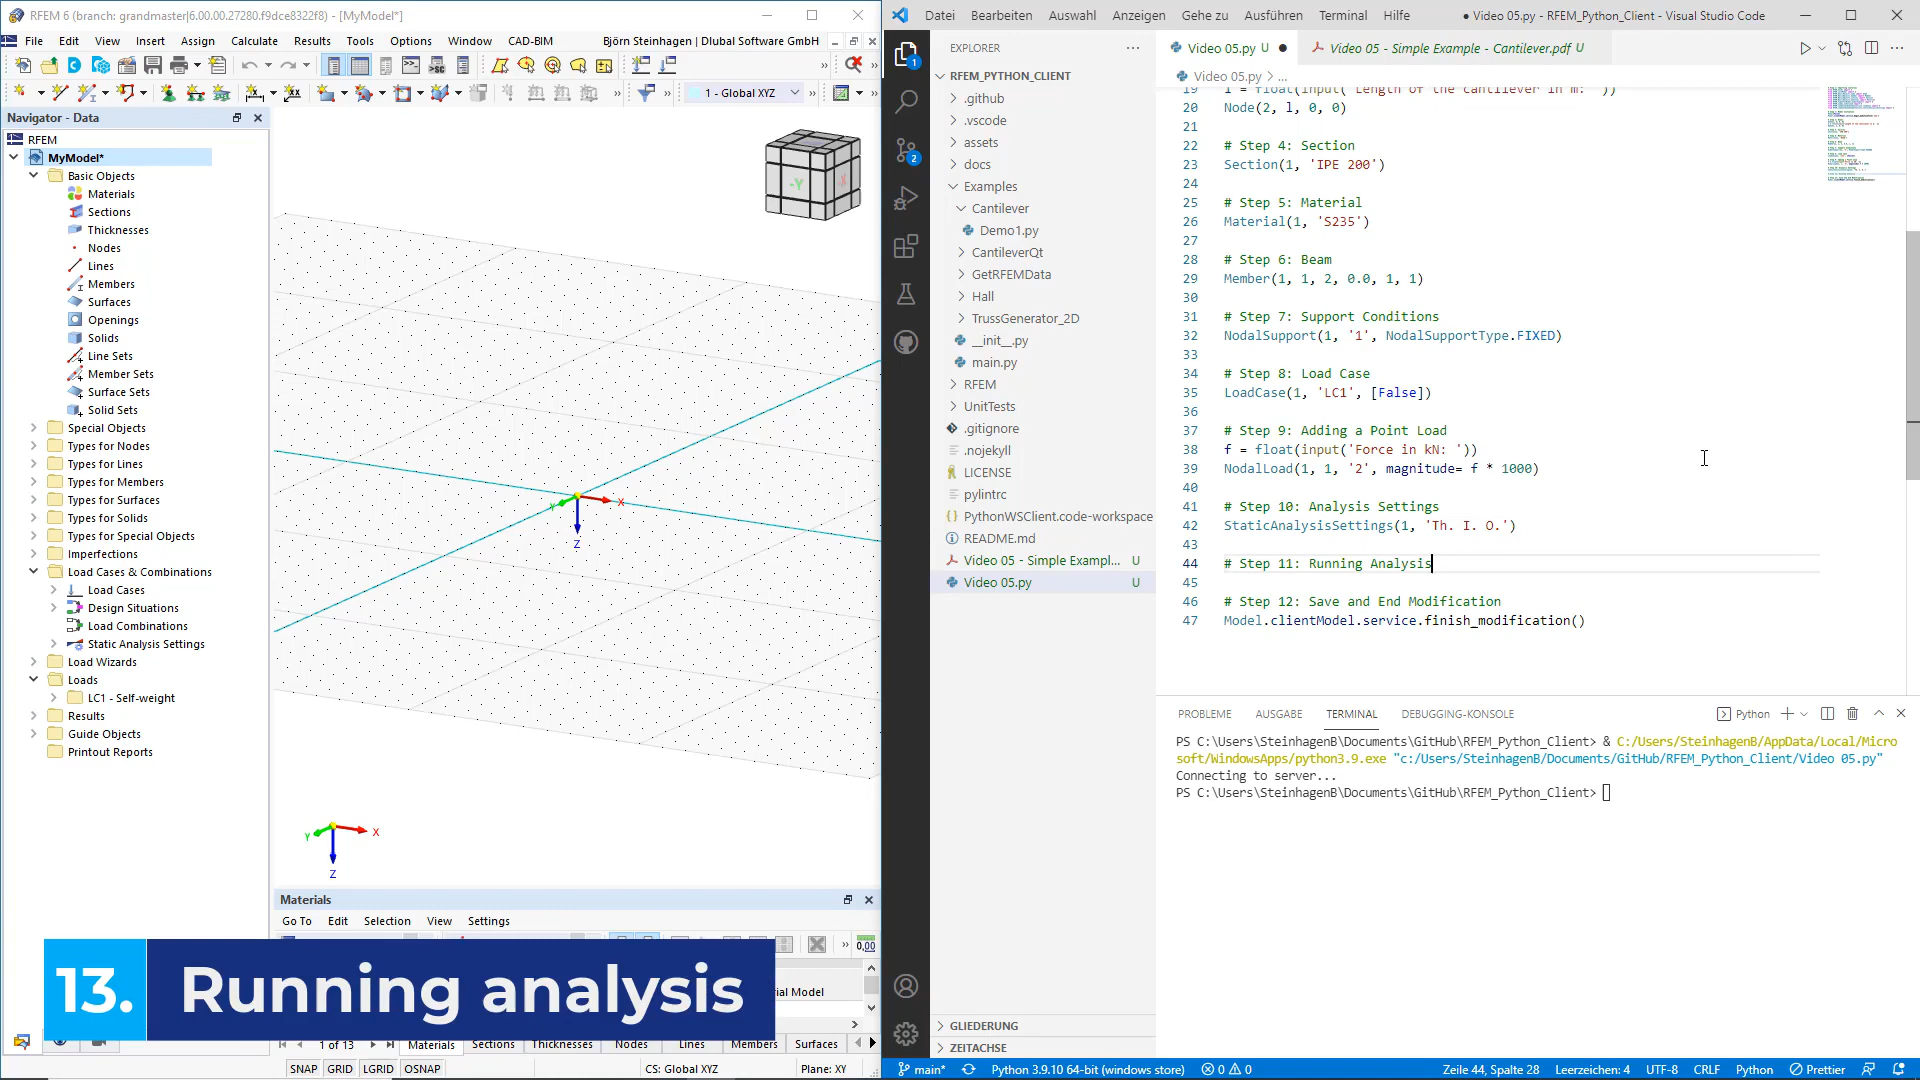 RFEM 6 (branch: grandmaster|6.00.00.27280.f9dce8322f8) - [MyModel*]
File Edit View Insert Assign Calculate Results Tools Options Window CAD-BIM Björn Steinhagen | Dlubal Software GmbH
1 - Global XYZ
Navigator - Data
RFEM
MyModel*
Basic Objects
Materials
Sections
Thicknesses
Nodes
Lines
Members
Surfaces
Openings
Solids
Line Sets
Member Sets
Surface Sets
Solid Sets
Special Objects
Types for Nodes
Types for Lines
Types for Members
Types for Surfaces
Types for Solids
Types for Special Objects
Imperfections
Load Cases & Combinations
Load Cases
Design Situations
Load Combinations
Static Analysis Settings
Load Wizards
Loads
LC1 - Self-weight
Results
Guide Objects
Printout Reports
-Y
X
Y
Z
Y
X
Z
Materials
Go To Edit Selection View Settings
0,00
ial Model
13. Running analysis
1 of 13
Materials Sections Thicknesses Nodes Lines Members Surfaces
SNAP GRID LGRID OSNAP CS: Global XYZ Plane: XY
Datei Bearbeiten Auswahl Anzeigen Gehe zu Ausführen Terminal Hilfe
● Video 05.py - RFEM_Python_Client - Visual Studio Code
EXPLORER
RFEM_PYTHON_CLIENT
.github
.vscode
assets
docs
Examples
Cantilever
Demo1.py
CantileverQt
GetRFEMData
Hall
TrussGenerator_2D
__init__.py
main.py
RFEM
UnitTests
.gitignore
.nojekyll
LICENSE
pylintrc
PythonWSClient.code-workspace
README.md
Video 05 - Simple Exampl... U
Video 05.py U
GLIEDERUNG
ZEITACHSE
1
2
Video 05.py U
Video 05 - Simple Example - Cantilever.pdf U
Video 05.py > ...
19 l = float(input('Length of the cantilever in m: '))
20 Node(2, l, 0, 0)
21
22 # Step 4: Section
23 Section(1, 'IPE 200')
24
25 # Step 5: Material
26 Material(1, 'S235')
27
28 # Step 6: Beam
29 Member(1, 1, 2, 0.0, 1, 1)
30
31 # Step 7: Support Conditions
32 NodalSupport(1, '1', NodalSupportType.FIXED)
33
34 # Step 8: Load Case
35 LoadCase(1, 'LC1', [False])
36
37 # Step 9: Adding a Point Load
38 f = float(input('Force in kN: '))
39 NodalLoad(1, 1, '2', magnitude= f * 1000)
40
41 # Step 10: Analysis Settings
42 StaticAnalysisSettings(1, 'Th. I. O.')
43
44 # Step 11: Running Analysis
45
46 # Step 12: Save and End Modification
47 Model.clientModel.service.finish_modification()
PROBLEME AUSGABE TERMINAL DEBUGGING-KONSOLE
Python
PS C:\Users\SteinhagenB\Documents\GitHub\RFEM_Python_Client> & C:/Users/SteinhagenB/AppData/Local/Micro
soft/WindowsApps/python3.9.exe "c:/Users/SteinhagenB/Documents/GitHub/RFEM_Python_Client/Video 05.py"
Connecting to server...
PS C:\Users\SteinhagenB\Documents\GitHub\RFEM_Python_Client>
main* Python 3.9.10 64-bit (windows store) 0 0 Zeile 44, Spalte 28 Leerzeichen: 4 UTF-8 CRLF Python Prettier